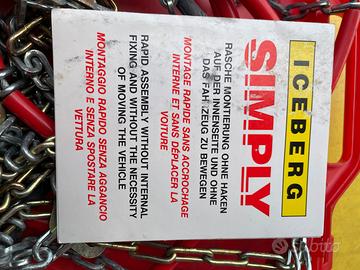 ICEBERG
SIMPLY
RASCHE MONTIERUNG OHNE HAKEN
AUF DER INNENSEITE UND OHNE
DAS FAHRZEUG ZU BEWEGEN
MONTAGE RAPIDE SANS ACCROCHAGE
INTERNE ET SANS DÉPLACER LA
VOITURE
RAPID ASSEMBLY WITHOUT INTERNAL
FIXING AND WITHOUT THE NECESSITY
OF MOVING THE VEHICLE
MONTAGGIO RAPIDO SENZA AGGANCIO
INTERNO E SENZA SPOSTARE LA
VETTURA
subito